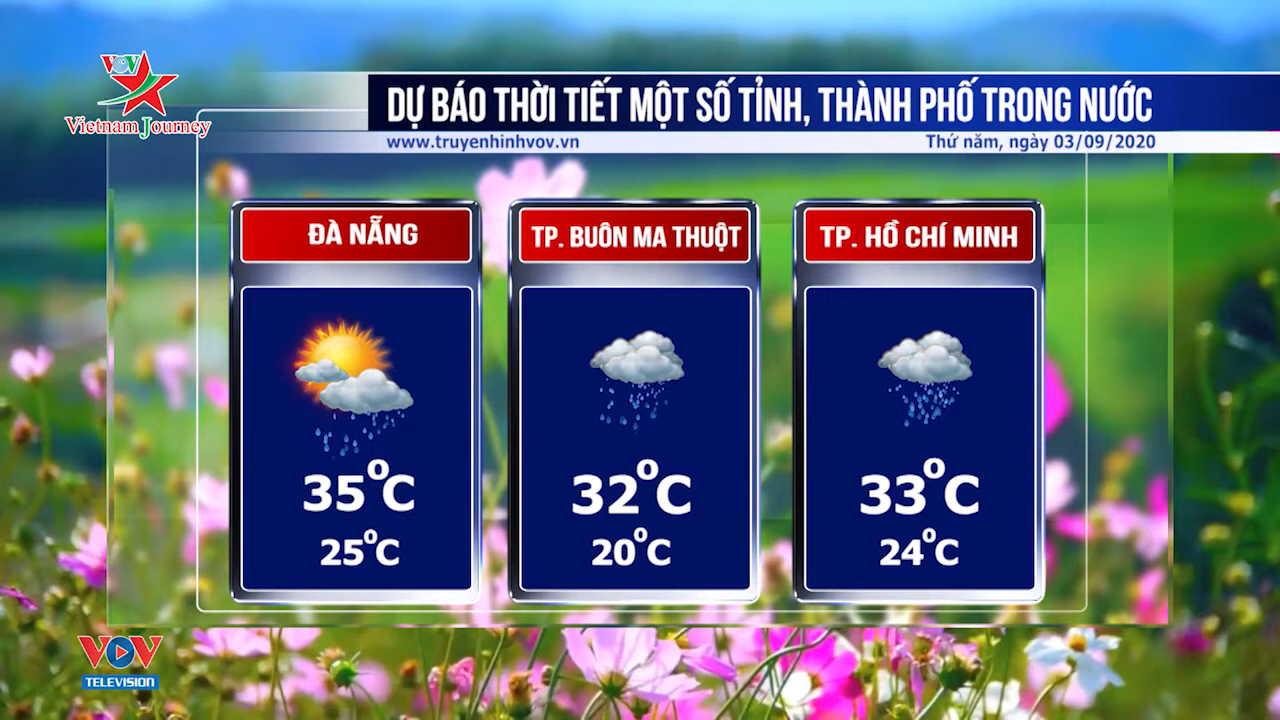 VOV
Vietnam Journey
DỰ BÁO THỜI TIẾT MỘT SỐ TỈNH, THÀNH PHỐ TRONG NƯỚC
www.truyenhinhvov.vn
Thứ năm, ngày 03/09/2020
ĐÀ NẴNG
35°C
25°C
TP. BUÔN MA THUỘT
32°C
20°C
TP. HỒ CHÍ MINH
33°C
24°C
VOV
TELEVISION